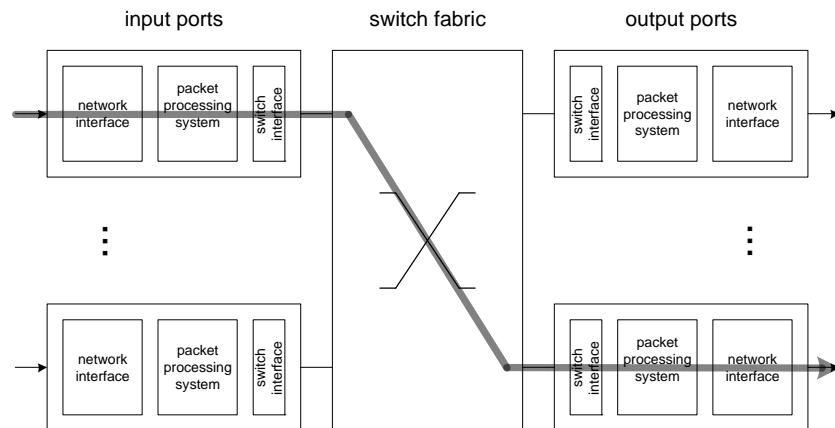 input ports
switch fabric
output ports
network
interface
packet
processing
system
switch
interface
switch
interface
packet
processing
system
network
interface
network
interface
packet
processing
system
switch
interface
switch
interface
packet
processing
system
network
interface